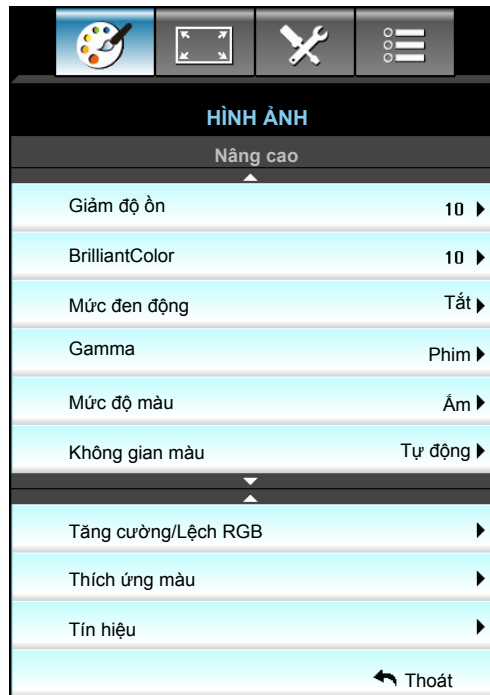 HÌNH ẢNH
Nâng cao
Giảm độ ồn 10
BrilliantColor 10
Mức đen động Tắt
Gamma Phim
Mức độ màu Ấm
Không gian màu Tự động
Tăng cường/Lệch RGB
Thích ứng màu
Tín hiệu
Thoát